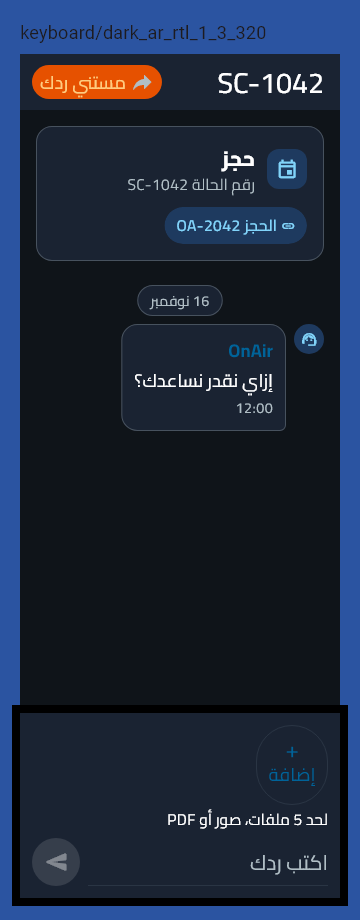 keyboard/dark_ar_rtl_1_3_320
SC-1042
مستني ردك
حجز
رقم الحالة SC-1042
الحجز OA-2042
16 نوفمبر
OnAir
إزاي نقدر نساعدك؟
12:00
+
إضافة
لحد 5 ملفات، صور أو PDF
اكتب ردك